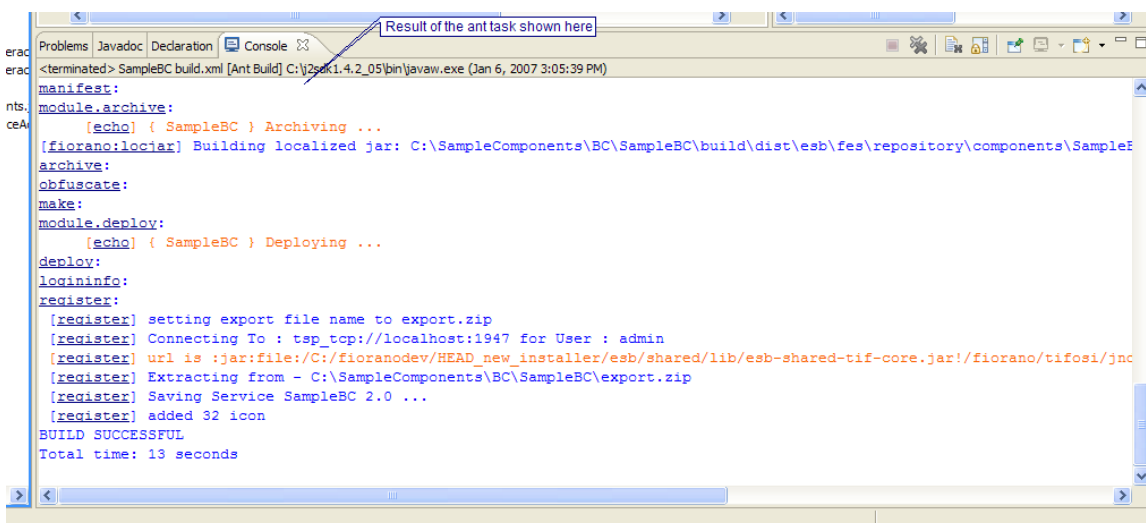 Result of the ant task shown here
Problems Javadoc Declaration Console
<terminated> SampleBC build.xml [Ant Build] C:\j2sdk1.4.2_05\bin\javaw.exe (Jan 6, 2007 3:05:39 PM)
erac
erac
nts.
ceA
manifest:
module.archive:
[echo] { SampleBC } Archiving ...
[fiorano:locjar] Building localized jar: C:\SampleComponents\BC\SampleBC\build\dist\esb\fes\repository\components\Sample
archive:
obfuscate:
make:
module.deploy:
[echo] { SampleBC } Deploying ...
deploy:
logininfo:
register:
[register] setting export file name to export.zip
[register] Connecting To : tsp_tcp://localhost:1947 for User : admin
[register] url is :jar:file:/C:/fioranodev/HEAD_new_installer/esb/shared/lib/esb-shared-tif-core.jar!/fiorano/tifosi/jn
[register] Extracting from - C:\SampleComponents\BC\SampleBC\export.zip
[register] Saving Service SampleBC 2.0 ...
[register] added 32 icon
BUILD SUCCESSFUL
Total time: 13 seconds